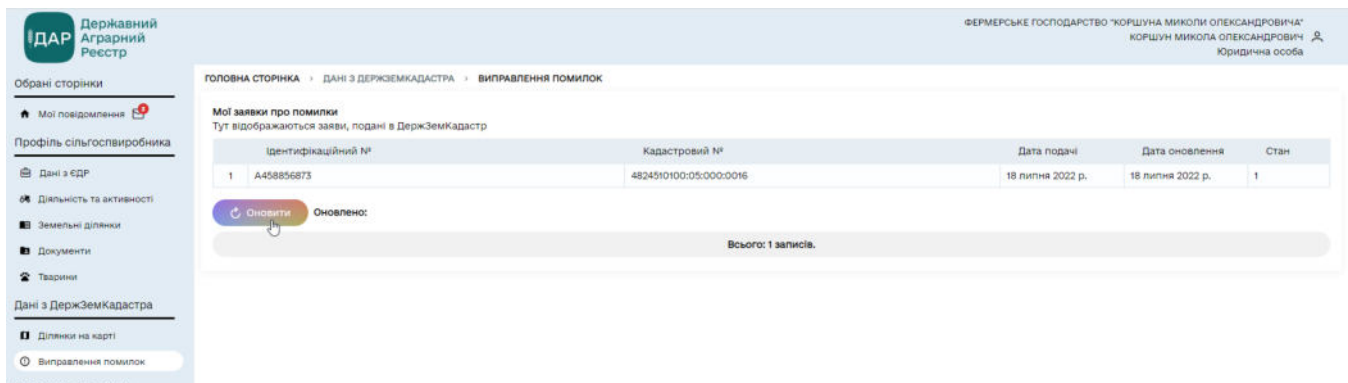 ДАР
Державний
Аграрний
Реєстр
ФЕРМЕРСЬКЕ ГОСПОДАРСТВО "КОРШУНА МИКОЛИ ОЛЕКСАНДРОВИЧА"
КОРШУН МИКОЛА ОЛЕКСАНДРОВИЧ
Юридична особа
Обрані сторінки
Мої повідомлення
Профіль сільгоспвиробника
Дані з ЄДР
Діяльність та активності
Земельні ділянки
Документи
Тварини
Дані з ДержЗемКадастра
Ділянки на карті
Виправлення помилок
ГОЛОВНА СТОРІНКА › ДАНІ З ДЕРЖЗЕМКАДАСТРА › ВИПРАВЛЕННЯ ПОМИЛОК
Мої заявки про помилки
Тут відображаються заяви, подані в ДержЗемКадастр
Ідентифікаційний № Кадастровий № Дата подачі Дата оновлення Стан
1 A458856873 4824510100:05:000:0016 18 липня 2022 р. 18 липня 2022 р. 1
Оновити Оновлено:
Всього: 1 записів.